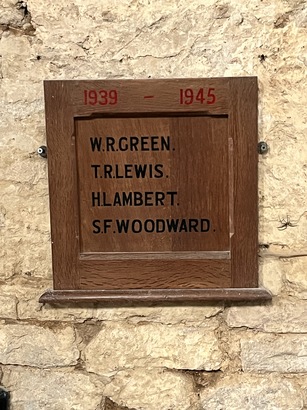 1939 - 1945
W.R.GREEN.
T.R.LEWIS.
H.LAMBERT.
S.F.WOODWARD.